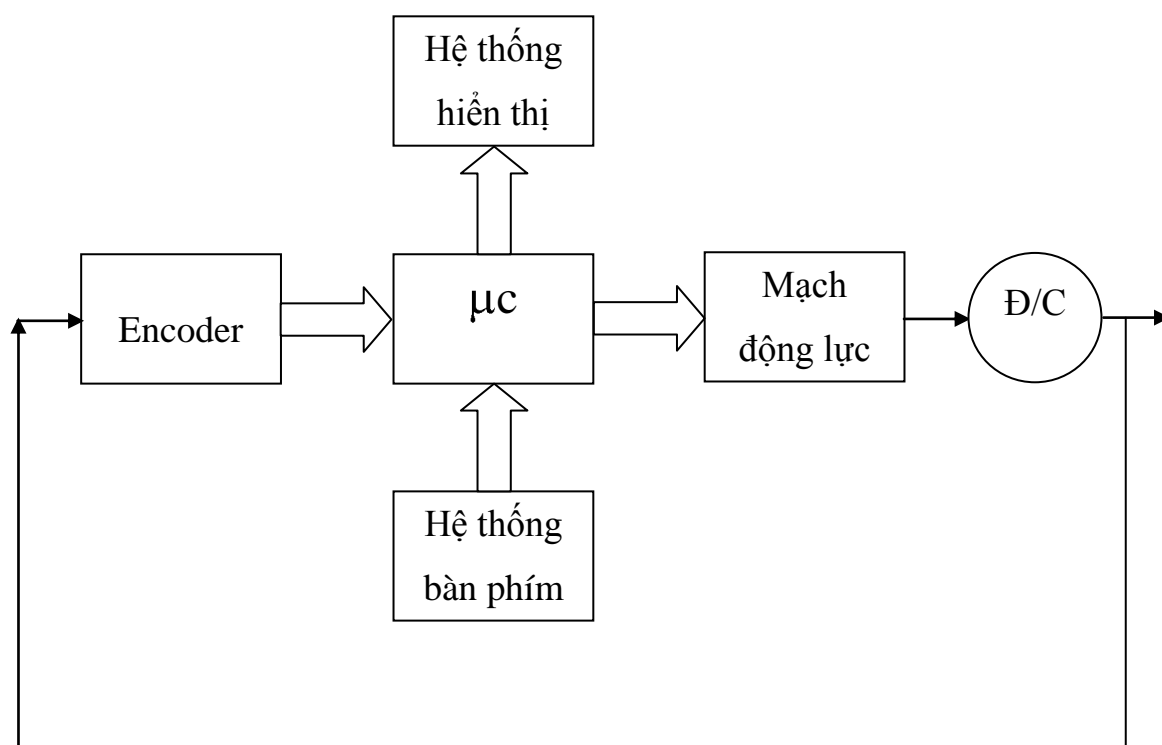 Hệ thống
hiển thị
Encoder
µc
Mạch
động lực
Đ/C
Hệ thống
bàn phím